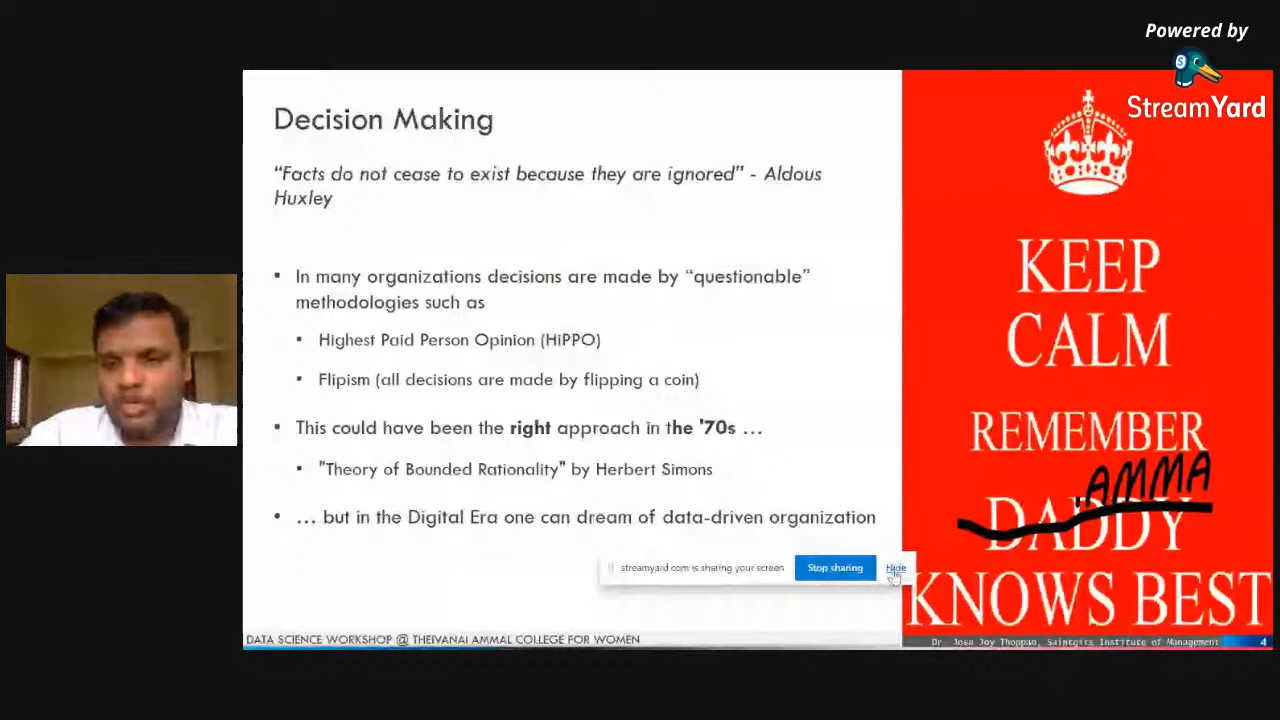 Powered by
StreamYard
Decision Making
“Facts do not cease to exist because they are ignored” - Aldous
Huxley
• In many organizations decisions are made by “questionable”
methodologies such as
• Highest Paid Person Opinion (HiPPO)
• Flipism (all decisions are made by flipping a coin)
• This could have been the right approach in the '70s …
• "Theory of Bounded Rationality" by Herbert Simons
• … but in the Digital Era one can dream of data-driven organization
streamyard.com is sharing your screen
Stop sharing
Hide
DATA SCIENCE WORKSHOP @ THEIVANAI AMMAL COLLEGE FOR WOMEN
KEEP
CALM
REMEMBER
AMMA
DADDY
KNOWS BEST
Dr. Jose Joy Thoppan, Saintgits Institute of Management
4